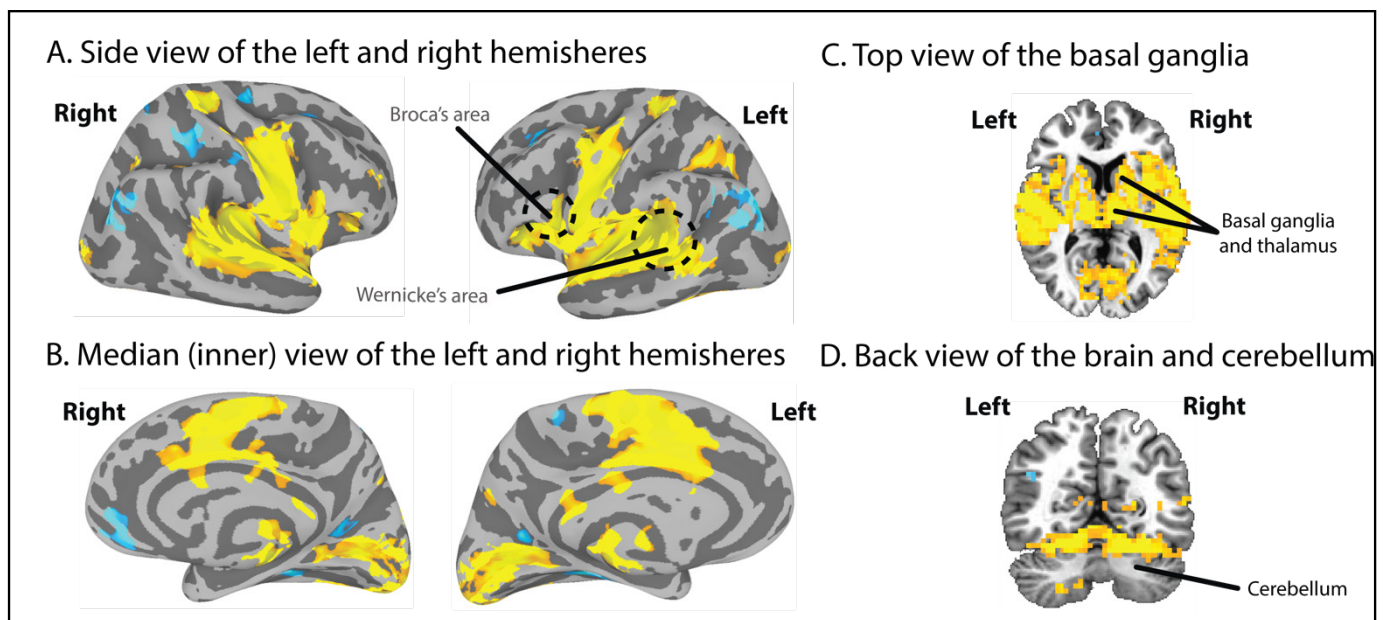 A. Side view of the left and right hemisheres
Right
Broca's area
Left
Wernicke's area
B. Median (inner) view of the left and right hemisheres
Right
Left
C. Top view of the basal ganglia
Left
Right
Basal ganglia
and thalamus
D. Back view of the brain and cerebellum
Left
Right
Cerebellum